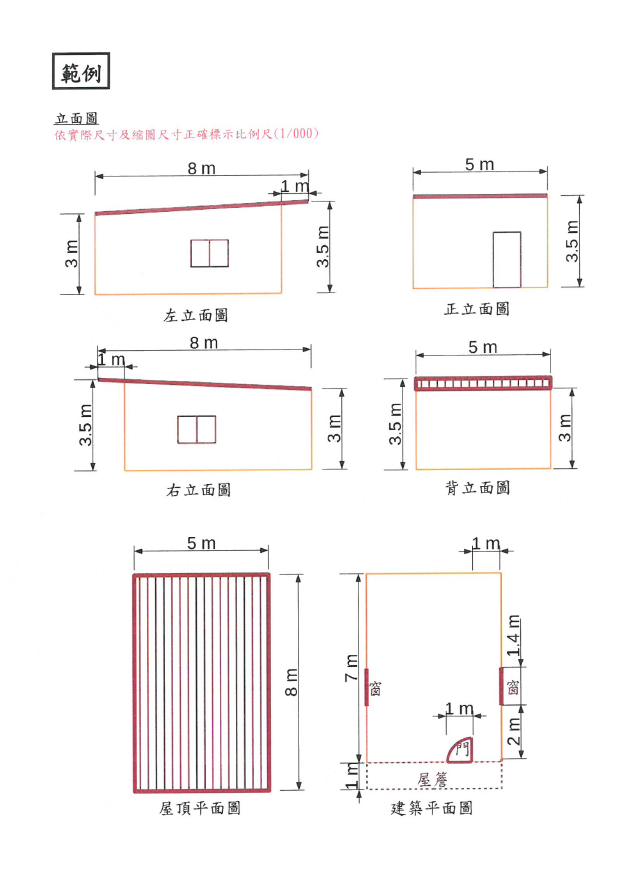 範例
立面圖
依實際尺寸及縮圖尺寸正確標示比例尺(1/000)
8 m
1 m
3 m
3.5 m
左立面圖
5 m
3.5 m
正立面圖
8 m
1 m
3.5 m
3 m
右立面圖
5 m
3.5 m
3 m
背立面圖
5 m
8 m
屋頂平面圖
1 m
7 m
窗
窗
1.4 m
2 m
1 m
門
1 m
屋簷
建築平面圖